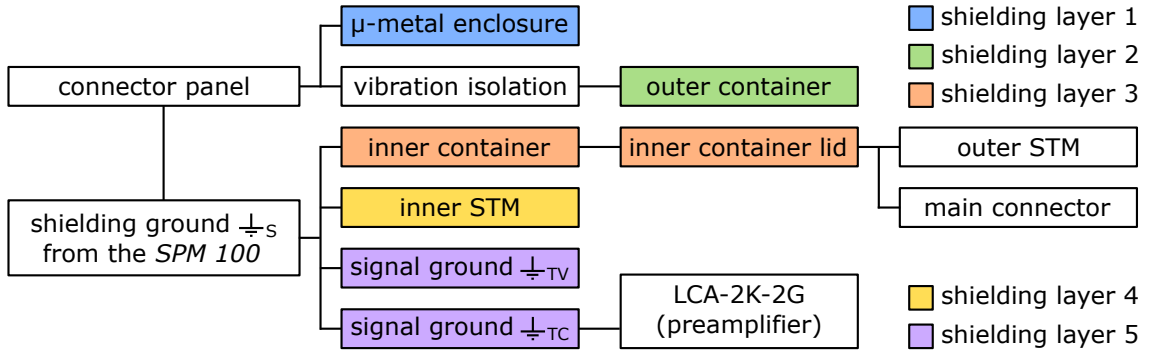 μ-metal enclosure
shielding layer 1
connector panel
vibration isolation
outer container
shielding layer 2
shielding layer 3
inner container
inner container lid
outer STM
inner STM
main connector
shielding ground ⏚S
from the SPM 100
signal ground ⏚TV
signal ground ⏚TC
LCA-2K-2G
(preamplifier)
shielding layer 4
shielding layer 5